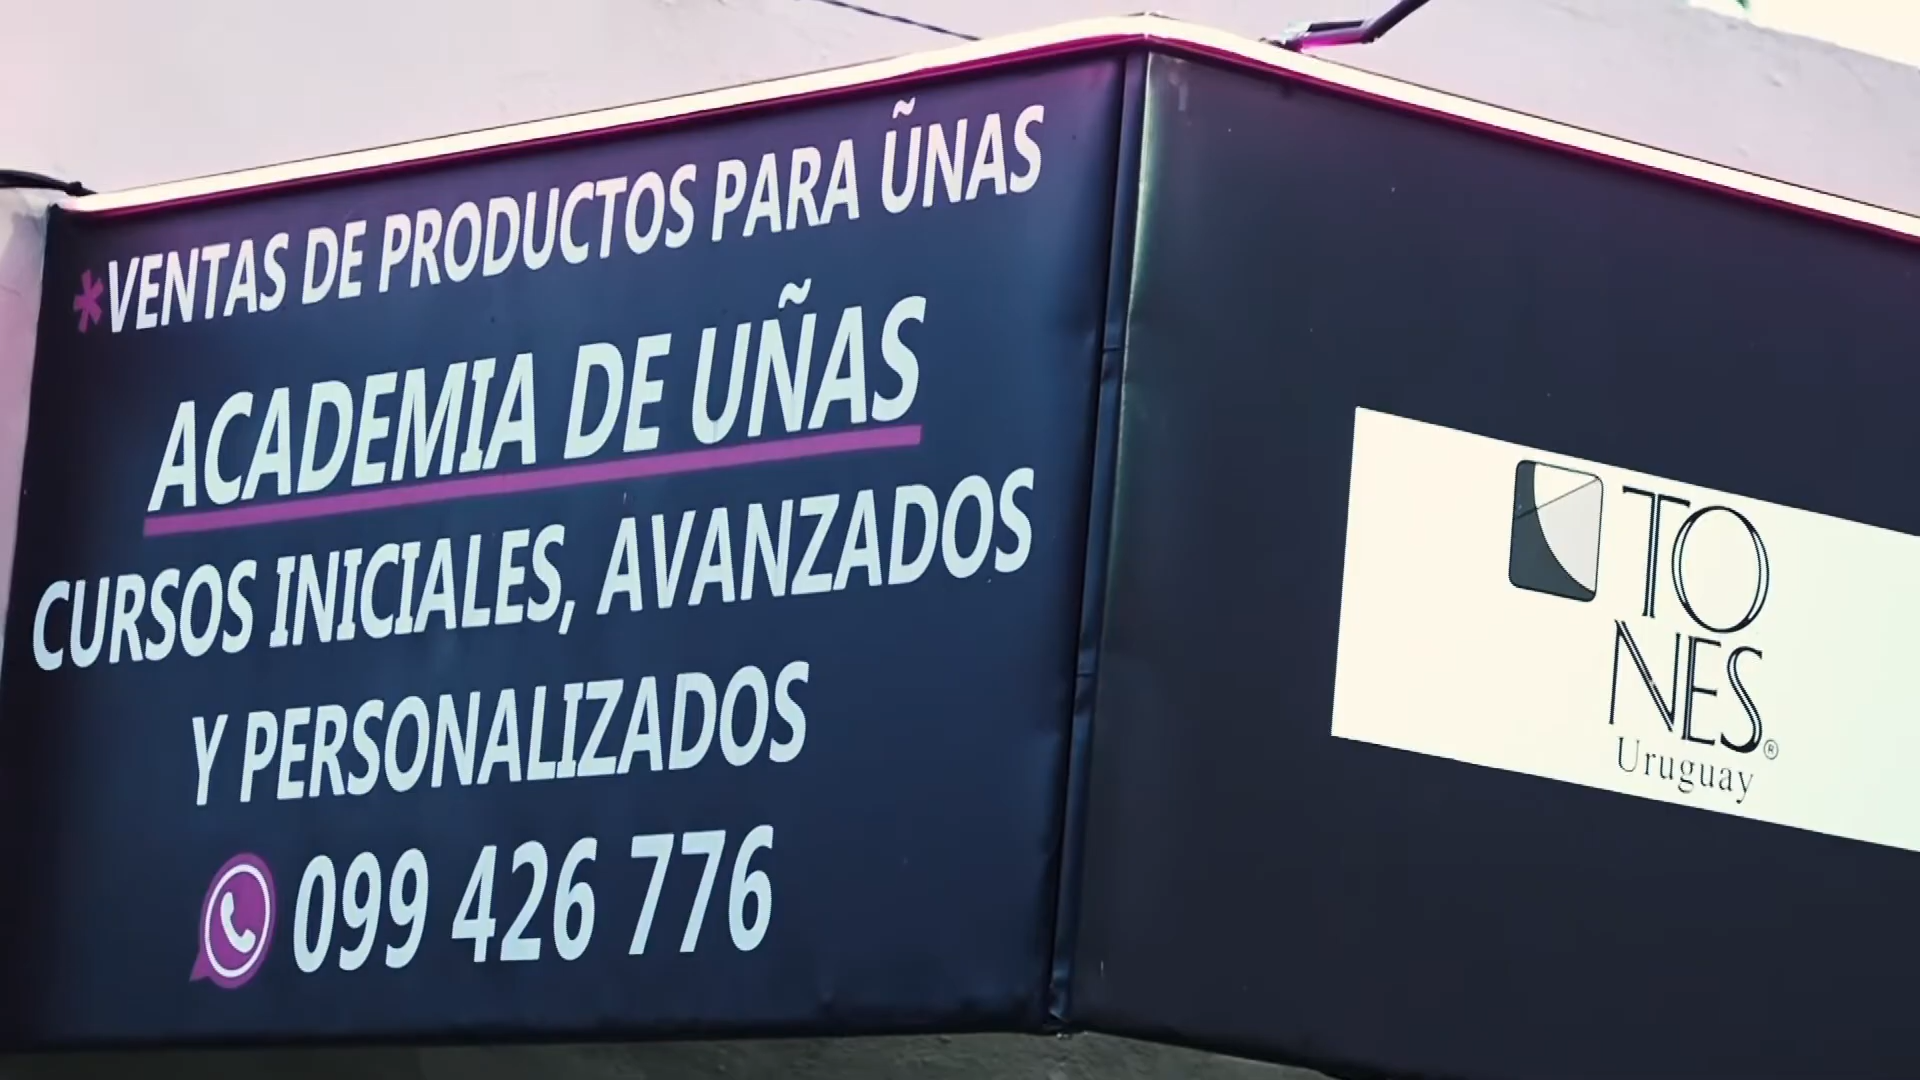 *VENTAS DE PRODUCTOS PARA ŨNAS
ACADEMIA DE UÑAS
CURSOS INICIALES, AVANZADOS
Y PERSONALIZADOS
099 426 776
TO
NES®
Uruguay